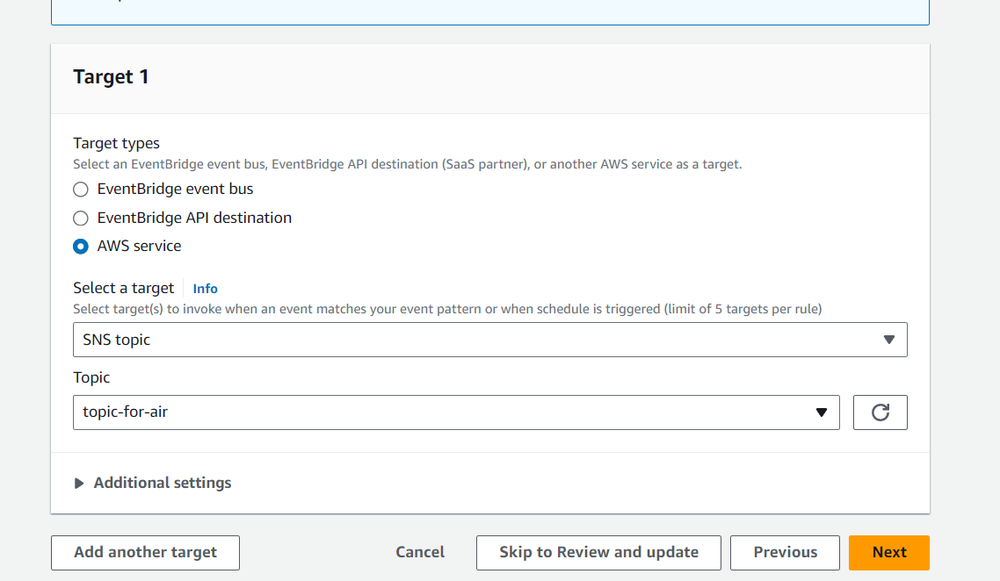 Target 1
Target types
Select an EventBridge event bus, EventBridge API destination (SaaS partner), or another AWS service as a target.
EventBridge event bus
EventBridge API destination
AWS service
Select a target Info
Select target(s) to invoke when an event matches your event pattern or when schedule is triggered (limit of 5 targets per rule)
SNS topic
Topic
topic-for-air
Additional settings
Add another target Cancel Skip to Review and update Previous Next